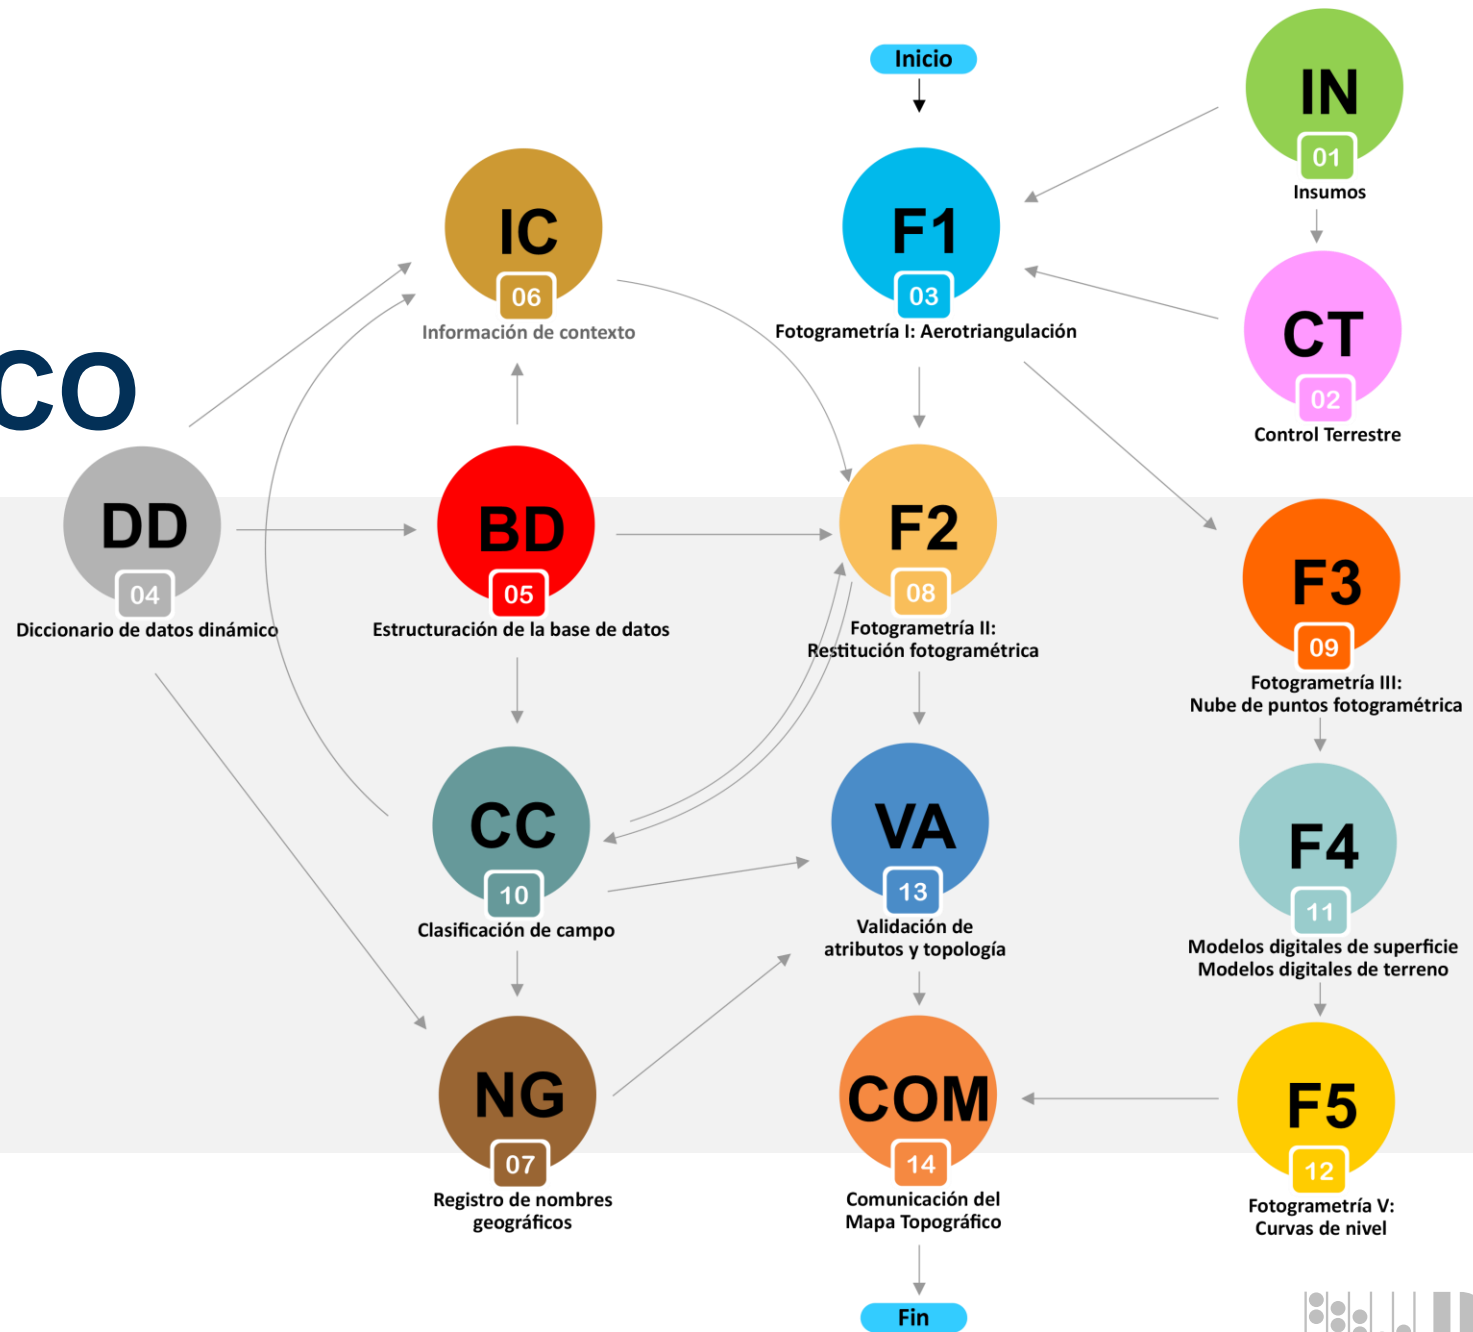 Inicio
IN
01
Insumos
IC
06
Información de contexto
F1
03
Fotogrametría I: Aerotriangulación
CT
02
Control Terrestre
CO
DD
04
Diccionario de datos dinámico
BD
05
Estructuración de la base de datos
F2
08
Fotogrametría II:
Restitución fotogramétrica
F3
09
Fotogrametría III:
Nube de puntos fotogramétrica
CC
10
Clasificación de campo
VA
13
Validación de
atributos y topología
F4
11
Modelos digitales de superficie
Modelos digitales de terreno
NG
07
Registro de nombres
geográficos
COM
14
Comunicación del
Mapa Topográfico
F5
12
Fotogrametría V:
Curvas de nivel
Fin